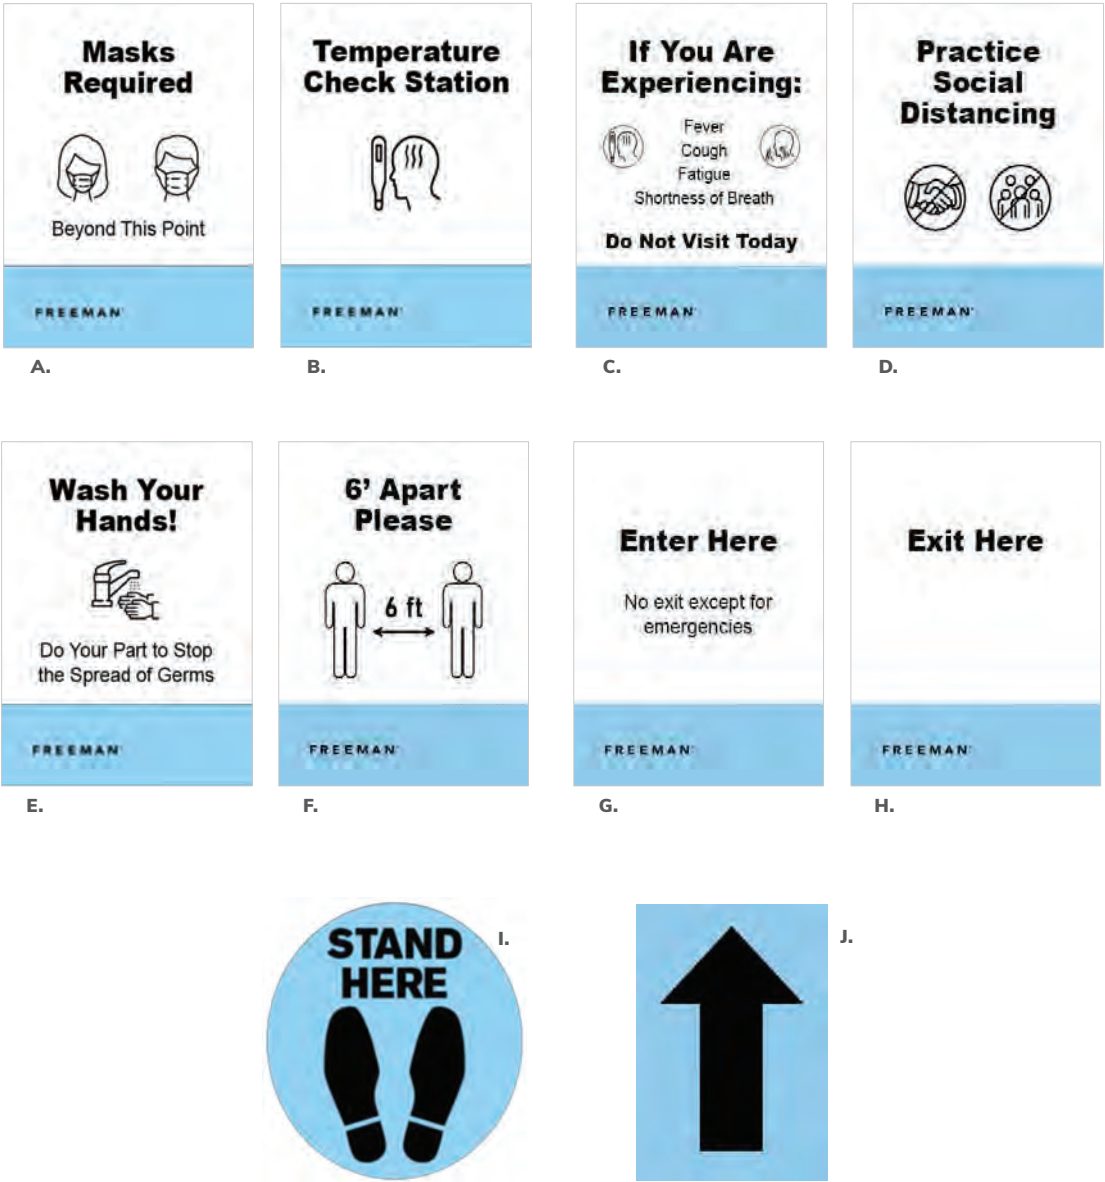 Masks
Required
Beyond This Point
FREEMAN
A.
Temperature
Check Station
FREEMAN
B.
If You Are
Experiencing:
Fever
Cough
Fatigue
Shortness of Breath
Do Not Visit Today
FREEMAN
C.
Practice
Social
Distancing
FREEMAN
D.
Wash Your
Hands!
Do Your Part to Stop
the Spread of Germs
FREEMAN
E.
6’ Apart
Please
6 ft
FREEMAN
F.
Enter Here
No exit except for
emergencies
FREEMAN
G.
Exit Here
FREEMAN
H.
STAND
HERE
I.
J.